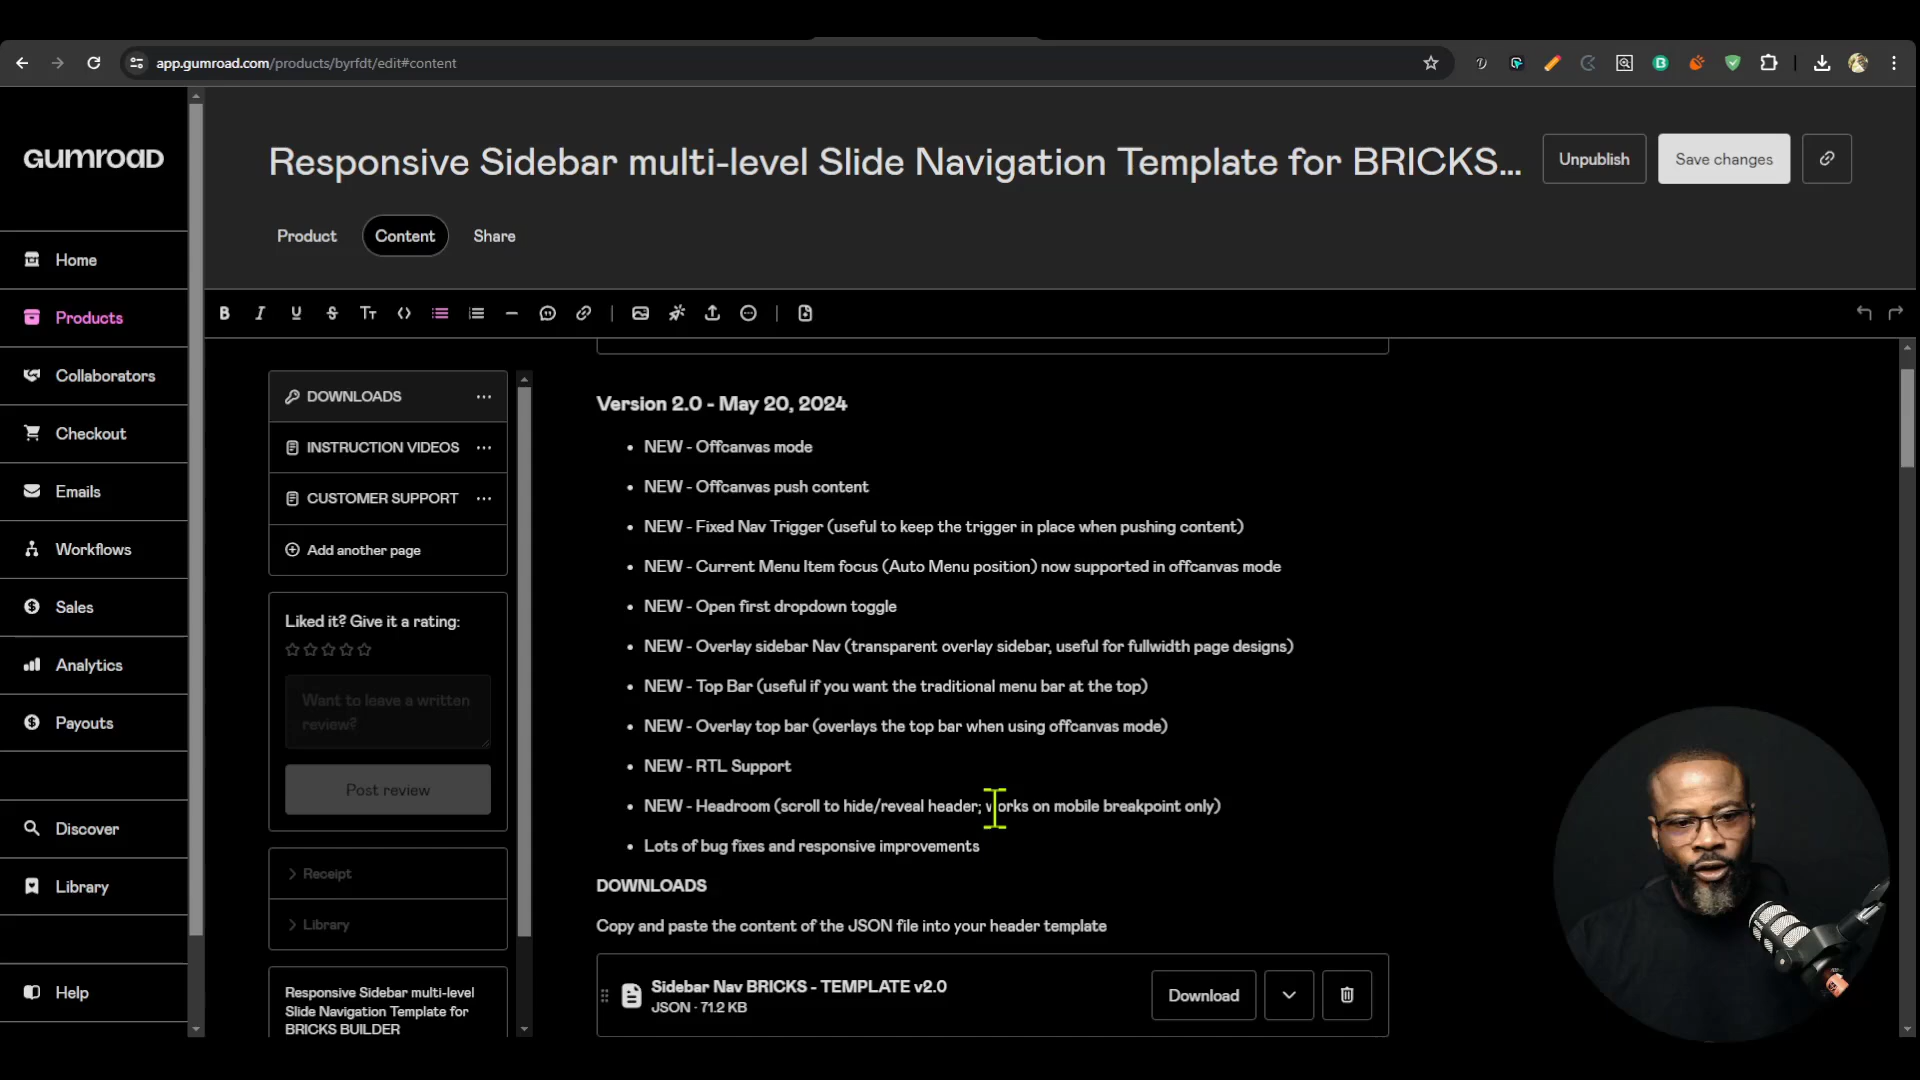 app.gumroad.com/products/byrfdt/edit#content
GUMROAD
Responsive Sidebar multi-level Slide Navigation Template for BRICKS...
Unpublish
Save changes
Product
Content
Share
Home
Products
Collaborators
Checkout
Emails
Workflows
Sales
Analytics
Payouts
Discover
Library
Help
DOWNLOADS
INSTRUCTION VIDEOS
CUSTOMER SUPPORT
Add another page
Liked it? Give it a rating:
Want to leave a written
review?
Post review
Receipt
Library
Responsive Sidebar multi-level
Slide Navigation Template for
BRICKS BUILDER
Version 2.0 - May 20, 2024
• NEW - Offcanvas mode
• NEW - Offcanvas push content
• NEW - Fixed Nav Trigger (useful to keep the trigger in place when pushing content)
• NEW - Current Menu Item focus (Auto Menu position) now supported in offcanvas mode
• NEW - Open first dropdown toggle
• NEW - Overlay sidebar Nav (transparent overlay sidebar, useful for fullwidth page designs)
• NEW - Top Bar (useful if you want the traditional menu bar at the top)
• NEW - Overlay top bar (overlays the top bar when using offcanvas mode)
• NEW - RTL Support
• NEW - Headroom (scroll to hide/reveal header; works on mobile breakpoint only)
• Lots of bug fixes and responsive improvements
DOWNLOADS
Copy and paste the content of the JSON file into your header template
Sidebar Nav BRICKS - TEMPLATE v2.0
JSON · 71.2 KB
Download